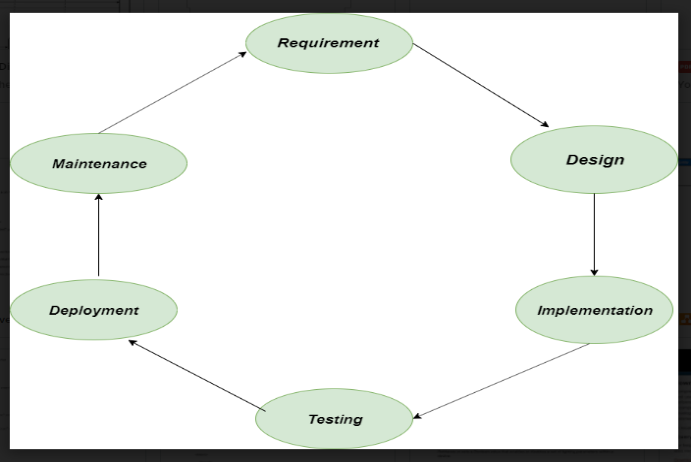 Requirement
Design
Implementation
Testing
Deployment
Maintenance